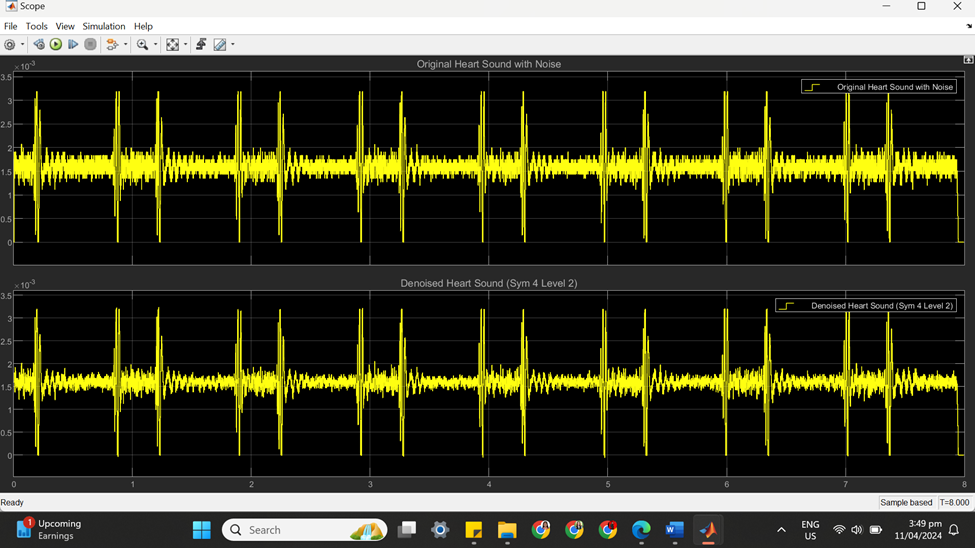 Scope
File Tools View Simulation Help
×10⁻³
Original Heart Sound with Noise
3.5
3
2.5
2
1.5
1
0.5
0
Original Heart Sound with Noise
×10⁻³
Denoised Heart Sound (Sym 4 Level 2)
3.5
3
2.5
2
1.5
1
0.5
0
Denoised Heart Sound (Sym 4 Level 2)
0 1 2 3 4 5 6 7 8
Ready
Sample based T=8.000
1
Upcoming
Earnings
Search
ENG
US
3:49 pm
11/04/2024